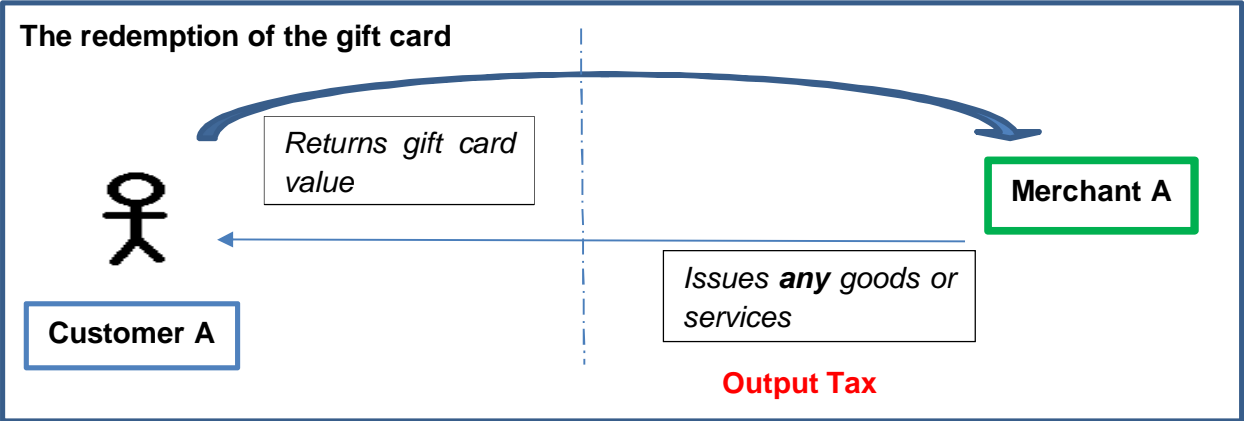 The redemption of the gift card
Returns gift card
value
Merchant A
Issues any goods or
services
Customer A
Output Tax